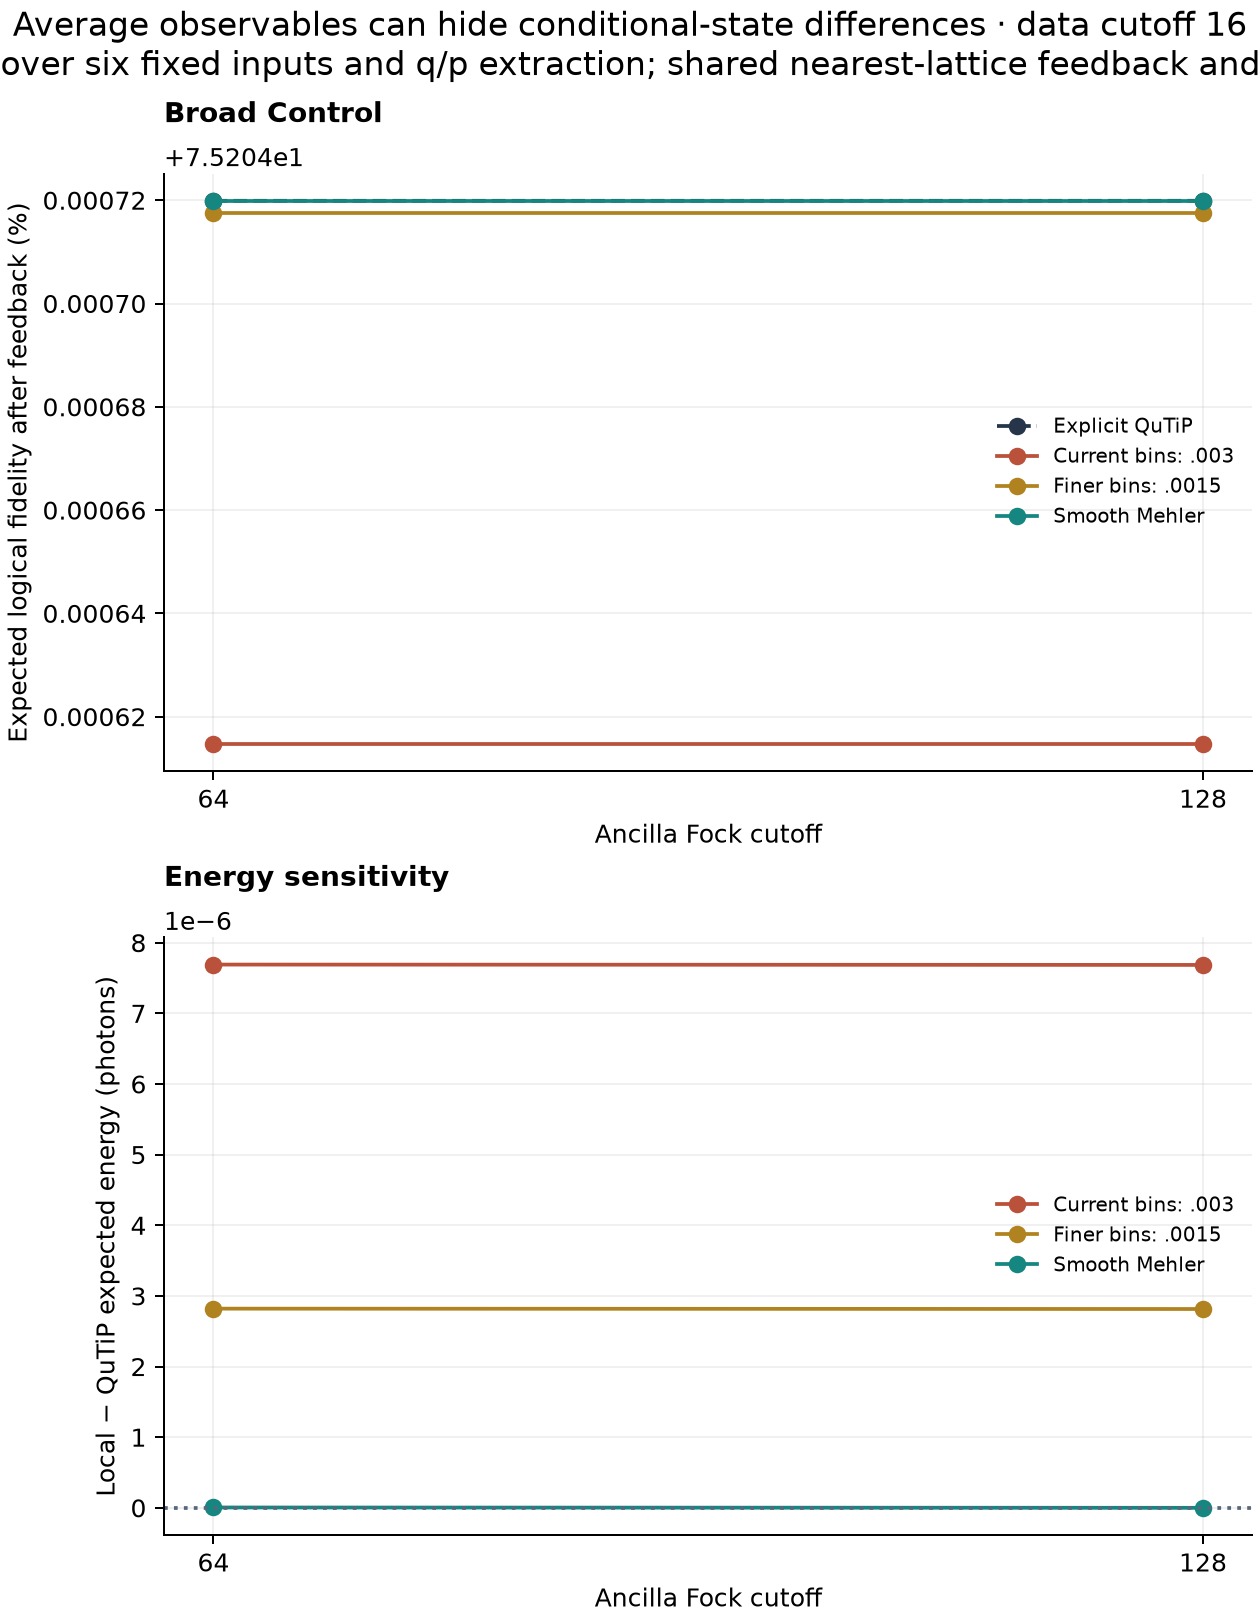 Average observables can hide conditional-state differences · data cutoff 16
over six fixed inputs and q/p extraction; shared nearest-lattice feedback and
Broad Control
+7.5204e1
0.00072
0.00070
0.00068
0.00066
0.00064
0.00062
Expected logical fidelity after feedback (%)
Explicit QuTiP
Current bins: .003
Finer bins: .0015
Smooth Mehler
64
128
Ancilla Fock cutoff
Energy sensitivity
1e−6
8
7
6
5
4
3
2
1
0
Local − QuTiP expected energy (photons)
Current bins: .003
Finer bins: .0015
Smooth Mehler
64
128
Ancilla Fock cutoff